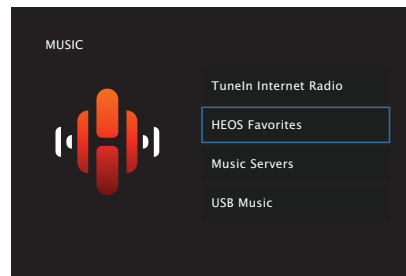 MUSIC
TuneIn Internet Radio
HEOS Favorites
Music Servers
USB Music